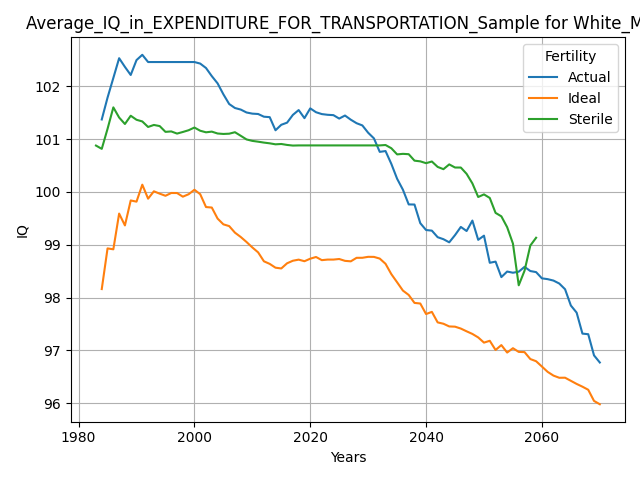 Average_IQ_in_EXPENDITURE_FOR_TRANSPORTATION_Sample for White_M
Fertility
Actual
Ideal
Sterile
102
101
100
99
98
97
96
IQ
1980
2000
2020
2040
2060
Years